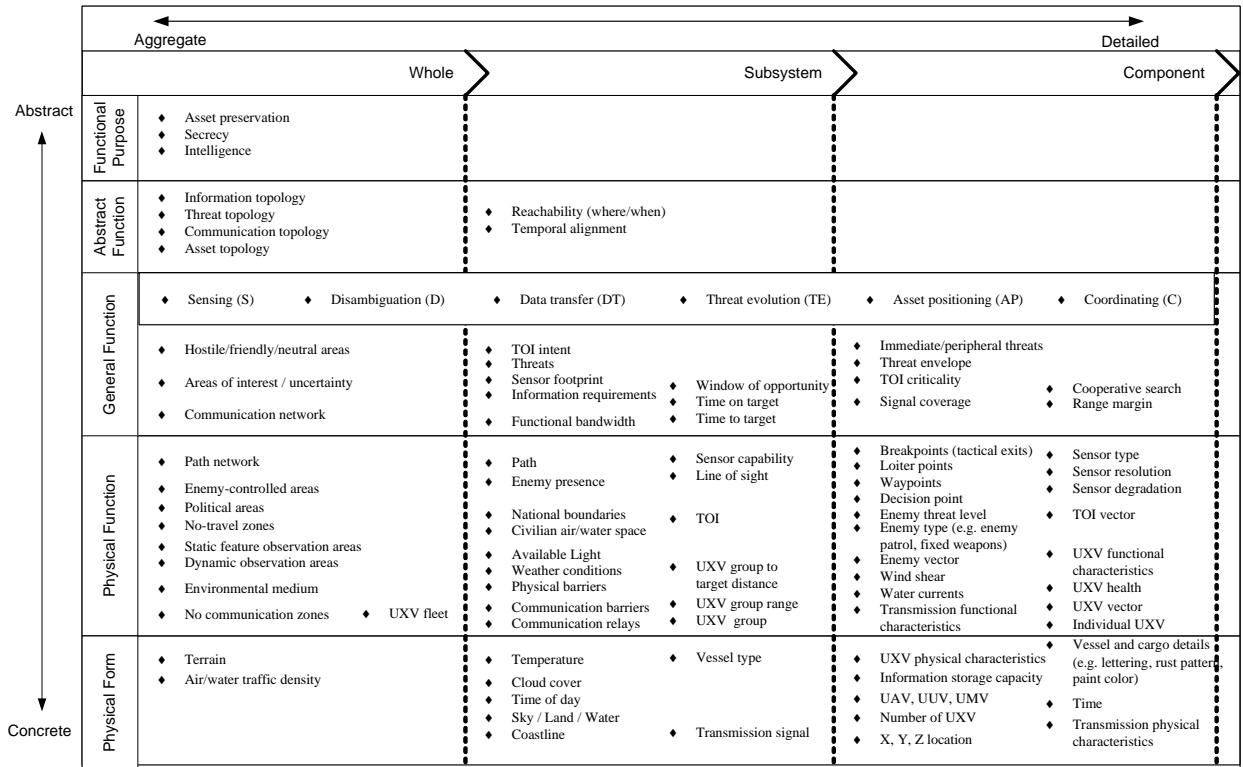 Aggregate
Detailed
Whole
Subsystem
Component
Abstract
Concrete
Functional
Purpose
♦ Asset preservation
♦ Secrecy
♦ Intelligence
Abstract
Function
♦ Information topology
♦ Threat topology
♦ Communication topology
♦ Asset topology
♦ Reachability (where/when)
♦ Temporal alignment
General Function
♦ Sensing (S)
♦ Disambiguation (D)
♦ Data transfer (DT)
♦ Threat evolution (TE)
♦ Asset positioning (AP)
♦ Coordinating (C)
♦ Hostile/friendly/neutral areas
♦ Areas of interest / uncertainty
♦ Communication network
♦ TOI intent
♦ Threats
♦ Sensor footprint
♦ Information requirements
♦ Functional bandwidth
♦ Window of opportunity
♦ Time on target
♦ Time to target
♦ Immediate/peripheral threats
♦ Threat envelope
♦ TOI criticality
♦ Signal coverage
♦ Cooperative search
♦ Range margin
Physical Function
♦ Path network
♦ Enemy-controlled areas
♦ Political areas
♦ No-travel zones
♦ Static feature observation areas
♦ Dynamic observation areas
♦ Environmental medium
♦ No communication zones
♦ UXV fleet
♦ Path
♦ Enemy presence
♦ National boundaries
♦ Civilian air/water space
♦ Available Light
♦ Weather conditions
♦ Physical barriers
♦ Communication barriers
♦ Communication relays
♦ Sensor capability
♦ Line of sight
♦ TOI
♦ UXV group to
target distance
♦ UXV group range
♦ UXV group
♦ Breakpoints (tactical exits)
♦ Loiter points
♦ Waypoints
♦ Decision point
♦ Enemy threat level
♦ Enemy type (e.g. enemy
patrol, fixed weapons)
♦ Enemy vector
♦ Wind shear
♦ Water currents
♦ Transmission functional
characteristics
♦ Sensor type
♦ Sensor resolution
♦ Sensor degradation
♦ TOI vector
♦ UXV functional
characteristics
♦ UXV health
♦ UXV vector
♦ Individual UXV
Physical Form
♦ Terrain
♦ Air/water traffic density
♦ Temperature
♦ Cloud cover
♦ Time of day
♦ Sky / Land / Water
♦ Coastline
♦ Vessel type
♦ Transmission signal
♦ UXV physical characteristics
♦ Information storage capacity
♦ UAV, UUV, UMV
♦ Number of UXV
♦ X, Y, Z location
♦ Vessel and cargo details
(e.g. lettering, rust pattern,
paint color)
♦ Time
♦ Transmission physical
characteristics